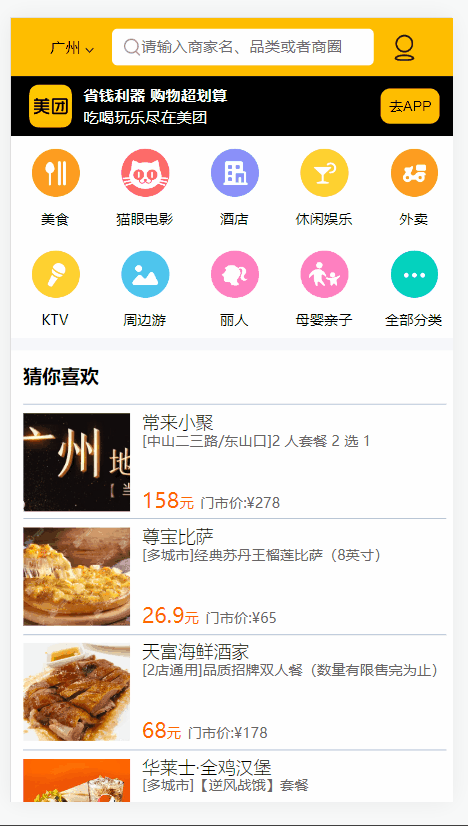 广州
请输入商家名、品类或者商圈
美团
省钱利器 购物超划算
吃喝玩乐尽在美团
去APP
美食
猫眼电影
酒店
休闲娱乐
外卖
KTV
周边游
丽人
母婴亲子
全部分类
猜你喜欢
广州
地
常来小聚
[中山二三路/东山口]2 人套餐 2 选 1
158元 门市价:¥278
尊宝比萨
[多城市]经典苏丹王榴莲比萨（8英寸）
26.9元 门市价:¥65
天富海鲜酒家
[2店通用]品质招牌双人餐（数量有限售完为止）
68元 门市价:¥178
华莱士·全鸡汉堡
[多城市]【逆风战饿】套餐